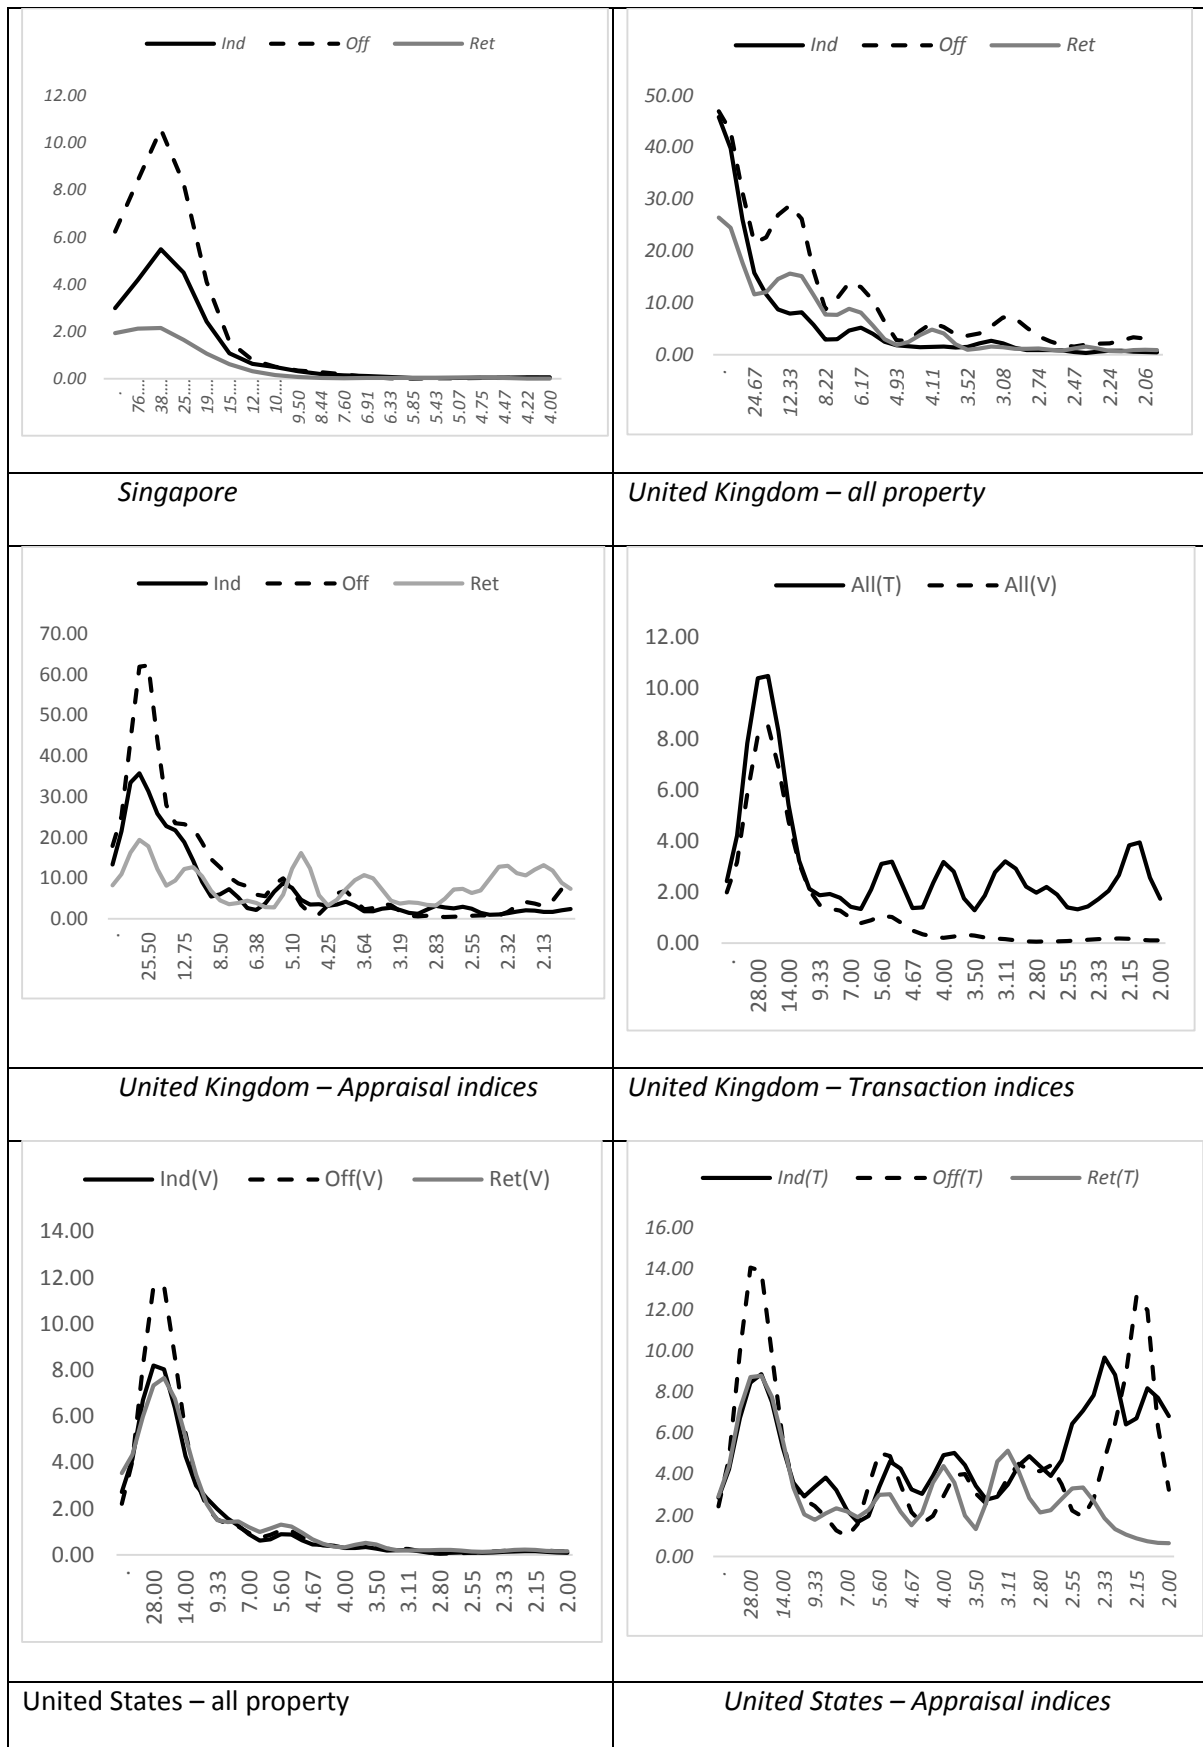 Ind Off Ret
12.00
10.00
8.00
6.00
4.00
2.00
0.00
. 76.... 38.... 25.... 19.... 15.... 12.... 10.... 9.50 8.44 7.60 6.91 6.33 5.85 5.43 5.07 4.75 4.47 4.22 4.00
Ind Off Ret
50.00
40.00
30.00
20.00
10.00
0.00
. 24.67 12.33 8.22 6.17 4.93 4.11 3.52 3.08 2.74 2.47 2.24 2.06
Singapore
United Kingdom – all property
Ind Off Ret
70.00
60.00
50.00
40.00
30.00
20.00
10.00
0.00
. 25.50 12.75 8.50 6.38 5.10 4.25 3.64 3.19 2.83 2.55 2.32 2.13
All(T) All(V)
12.00
10.00
8.00
6.00
4.00
2.00
0.00
. 28.00 14.00 9.33 7.00 5.60 4.67 4.00 3.50 3.11 2.80 2.55 2.33 2.15 2.00
United Kingdom – Appraisal indices
United Kingdom – Transaction indices
Ind(V) Off(V) Ret(V)
14.00
12.00
10.00
8.00
6.00
4.00
2.00
0.00
. 28.00 14.00 9.33 7.00 5.60 4.67 4.00 3.50 3.11 2.80 2.55 2.33 2.15 2.00
Ind(T) Off(T) Ret(T)
16.00
14.00
12.00
10.00
8.00
6.00
4.00
2.00
0.00
. 28.00 14.00 9.33 7.00 5.60 4.67 4.00 3.50 3.11 2.80 2.55 2.33 2.15 2.00
United States – all property
United States – Appraisal indices